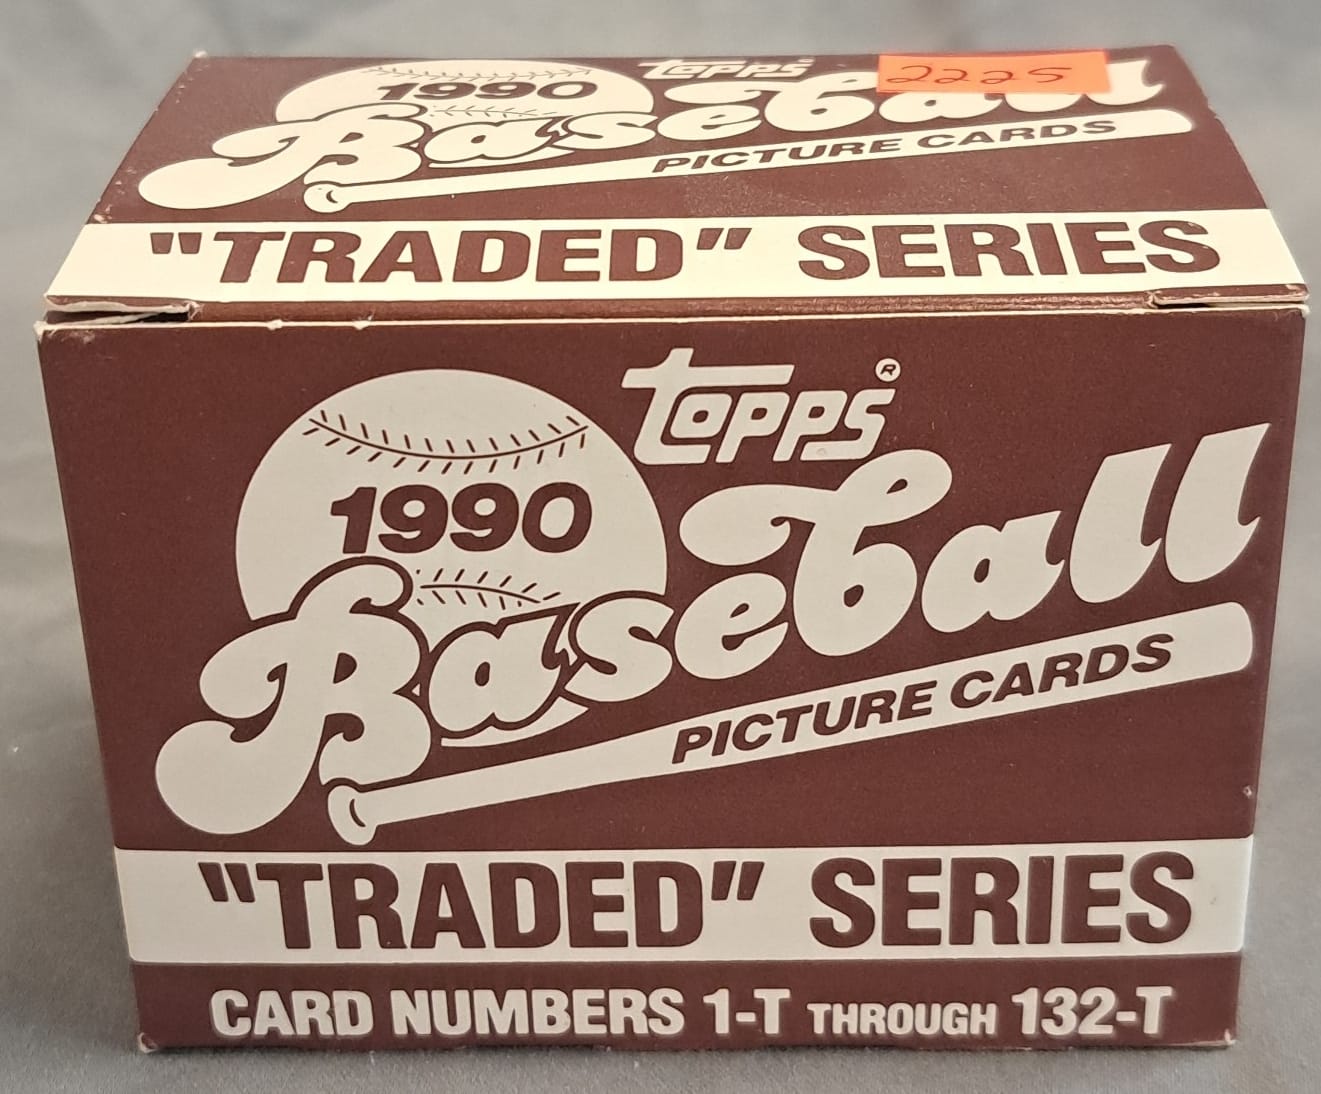 2225
Topps
1990
Baseball
PICTURE CARDS
"TRADED" SERIES
Topps®
1990
Baseball
PICTURE CARDS
"TRADED" SERIES
CARD NUMBERS 1-T THROUGH 132-T